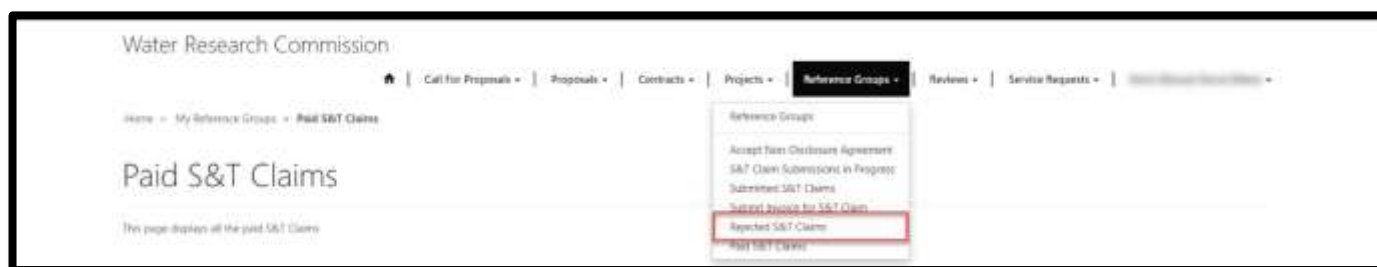 Water Research Commission
Call for Proposals | Proposals | Contracts | Projects | Reference Groups | Reviews | Service Requests |
Home My Reference Groups Paid S&T Claims
Paid S&T Claims
This page displays all the paid S&T Claims
Reference Groups
Accept Non Disclosure Agreement
S&T Claim Submissions in Progress
Submitted S&T Claims
Submit Invoice for S&T Claim
Rejected S&T Claims
Paid S&T Claims